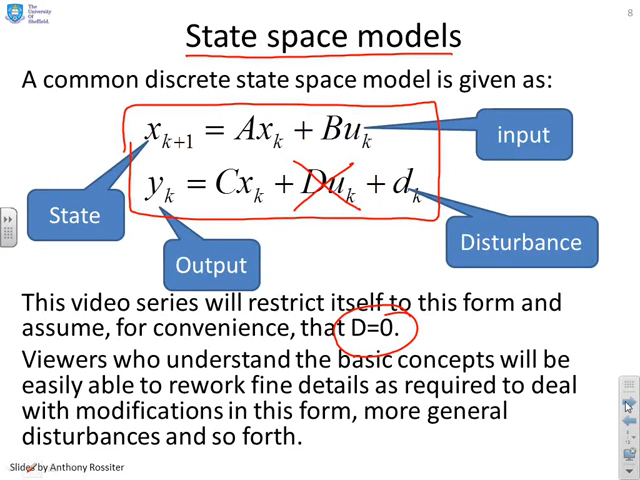 The
University
Of
Sheffield.
8
State space models
A common discrete state space model is given as:
x_{k+1} = Ax_k + Bu_k
input
y_k = Cx_k + Du_k + d_k
State
Output
Disturbance
This video series will restrict itself to this form and
assume, for convenience, that D=0.
Viewers who understand the basic concepts will be
easily able to rework fine details as required to deal
with modifications in this form, more general
disturbances and so forth.
Slides by Anthony Rossiter